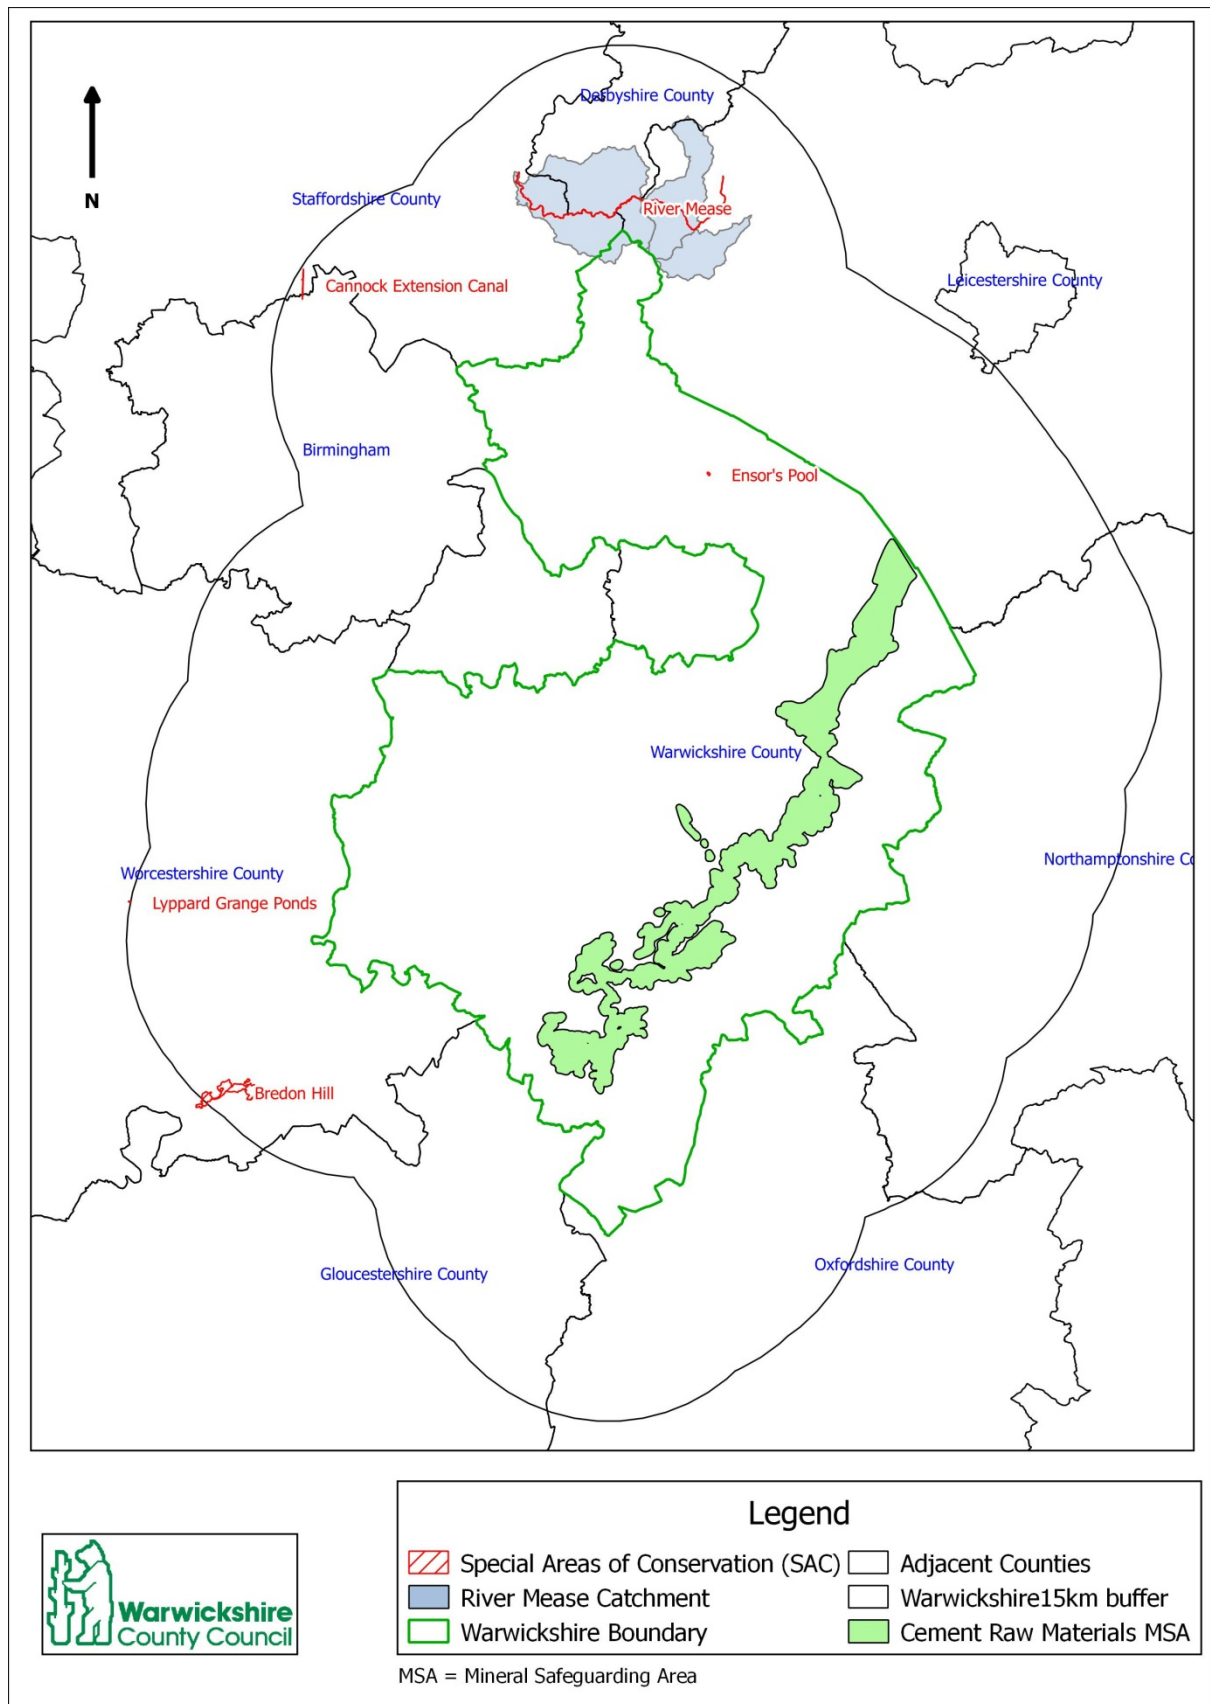 Derbyshire County
N
Staffordshire County
River Mease
Leicestershire County
Cannock Extension Canal
Birmingham
Ensor's Pool
Warwickshire County
Northamptonshire Co
Worcestershire County
Lyppard Grange Ponds
Bredon Hill
Oxfordshire County
Gloucestershire County
Legend
Special Areas of Conservation (SAC)
Adjacent Counties
River Mease Catchment
Warwickshire15km buffer
Warwickshire Boundary
Cement Raw Materials MSA
MSA = Mineral Safeguarding Area
Warwickshire
County Council